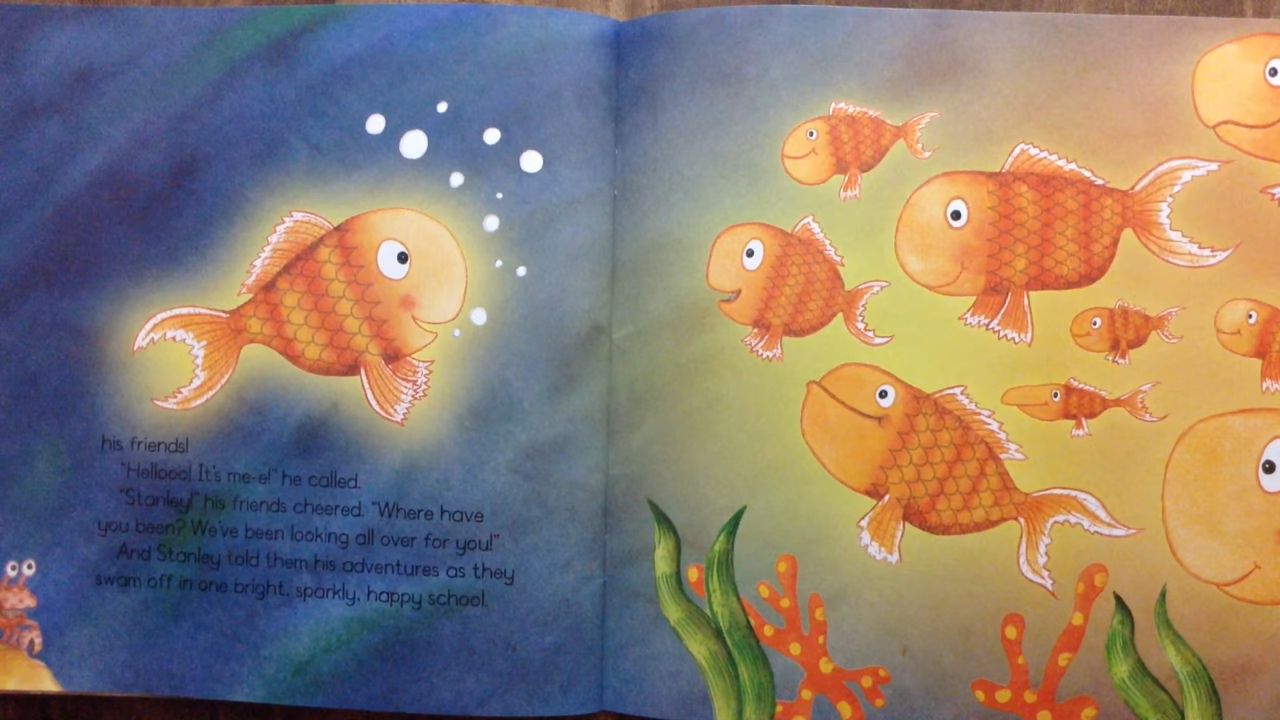 his friends!
"Hellooo! It's me-e!" he called.
"Stanley!" his friends cheered. "Where have
you been? We've been looking all over for you!"
And Stanley told them his adventures as they
swam off in one bright, sparkly, happy school.